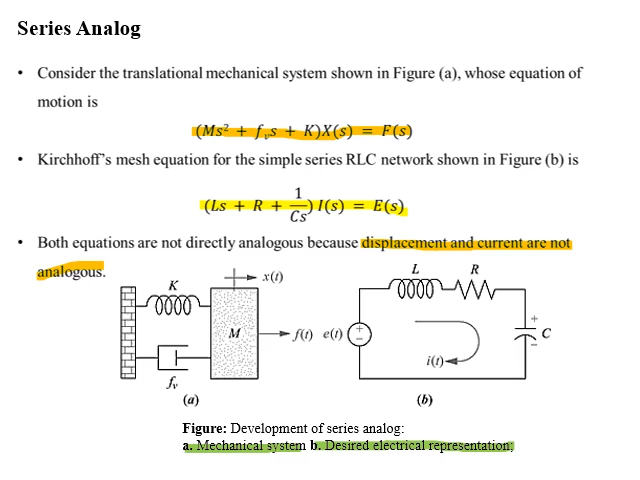 Series Analog
• Consider the translational mechanical system shown in Figure (a), whose equation of
motion is
(Ms² + fᵥs + K)X(s) = F(s)
• Kirchhoff's mesh equation for the simple series RLC network shown in Figure (b) is
(Ls + R + 1/Cs) I(s) = E(s)
• Both equations are not directly analogous because displacement and current are not
analogous.
K x(t) L R
M f(t) e(t) + − + − C
i(t)
fᵥ
(a) (b)
Figure: Development of series analog:
a. Mechanical system b. Desired electrical representation;